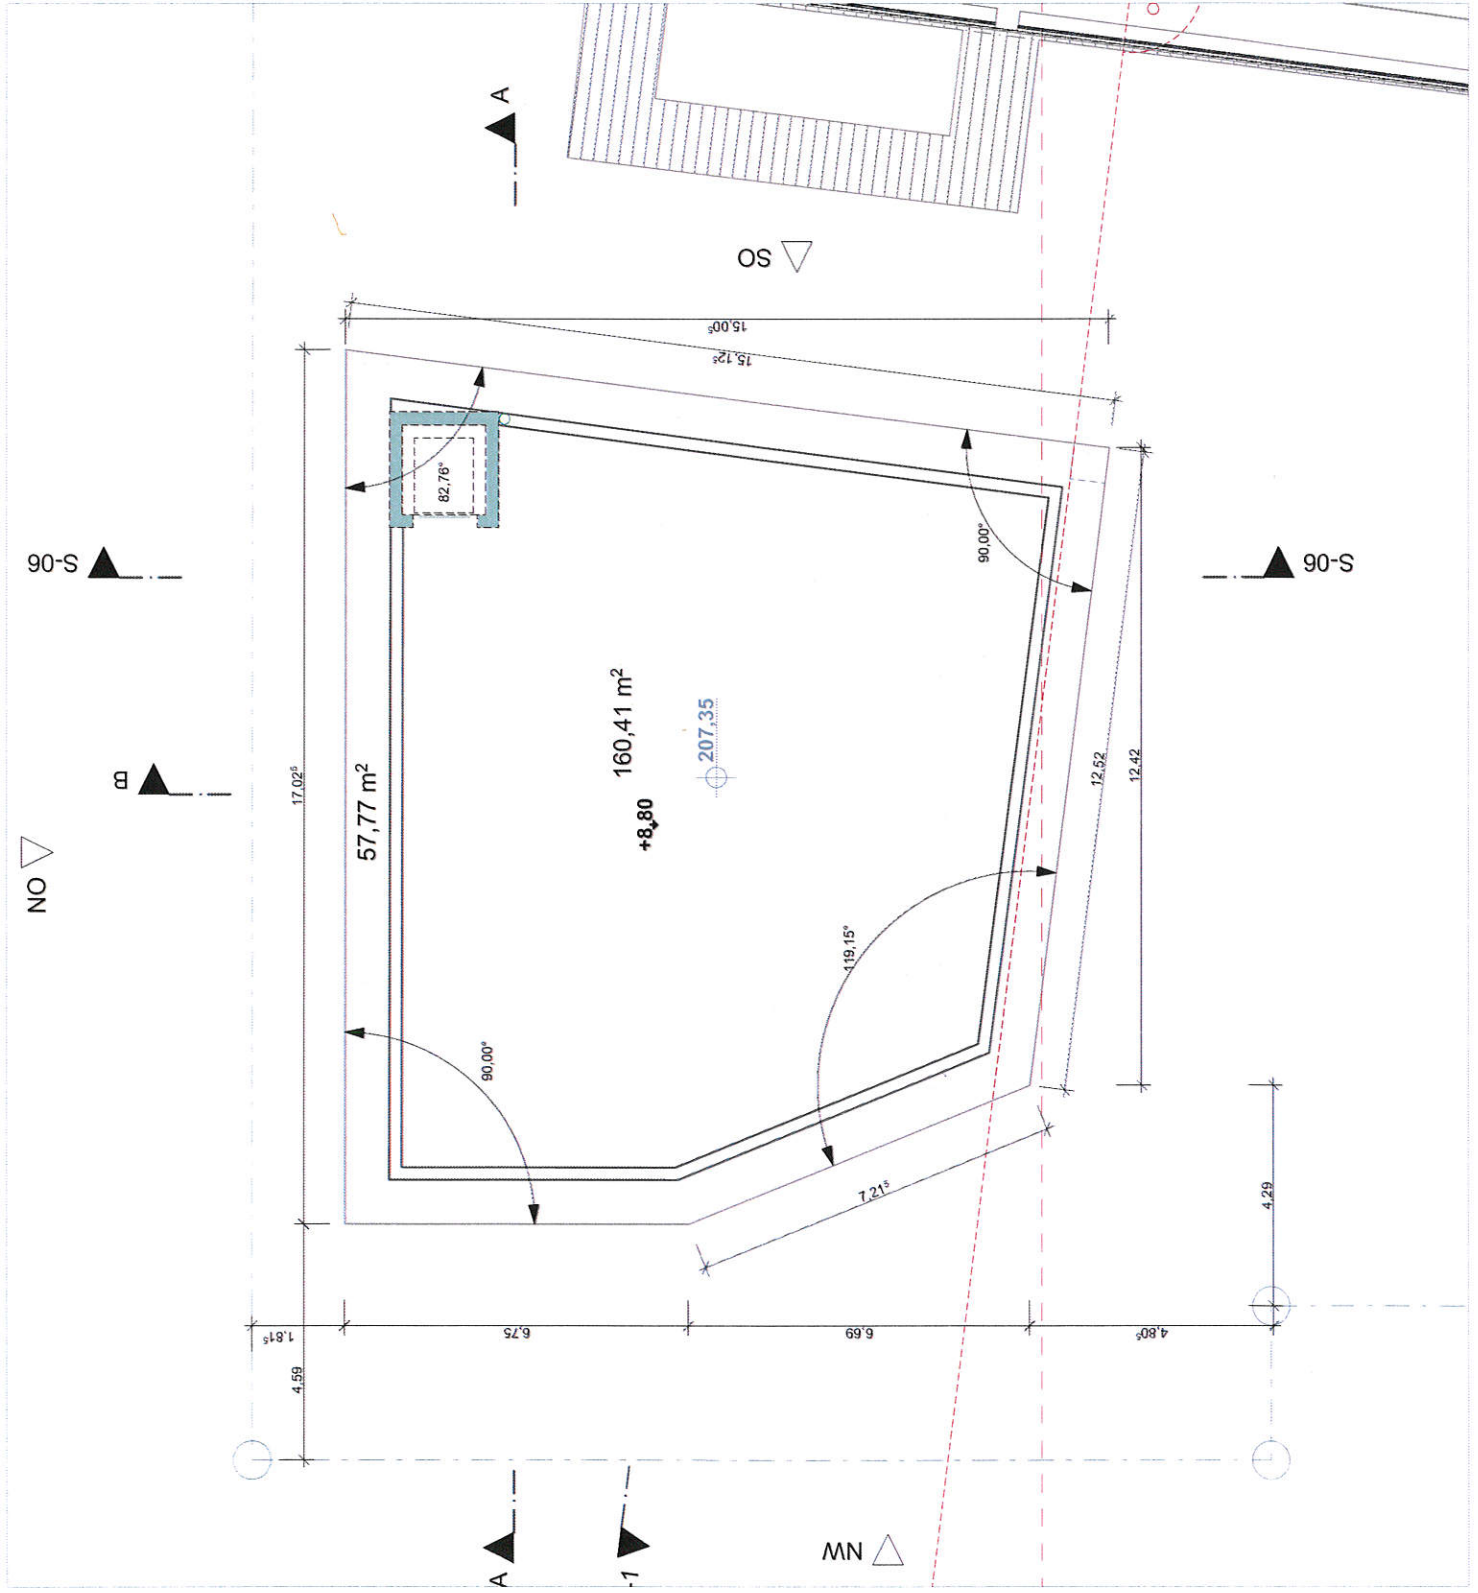 A
SO
15,00⁵
15,12⁵
82,76°
90,00°
S-06
S-06
B
17,02⁵
57,77 m²
160,41 m²
+8,80
207,35
12,52
12,42
NO
119,15°
90,00°
7,21⁵
4,29
1,81⁵
6,75
6,69
4,80⁵
4,59
A
-1
NW